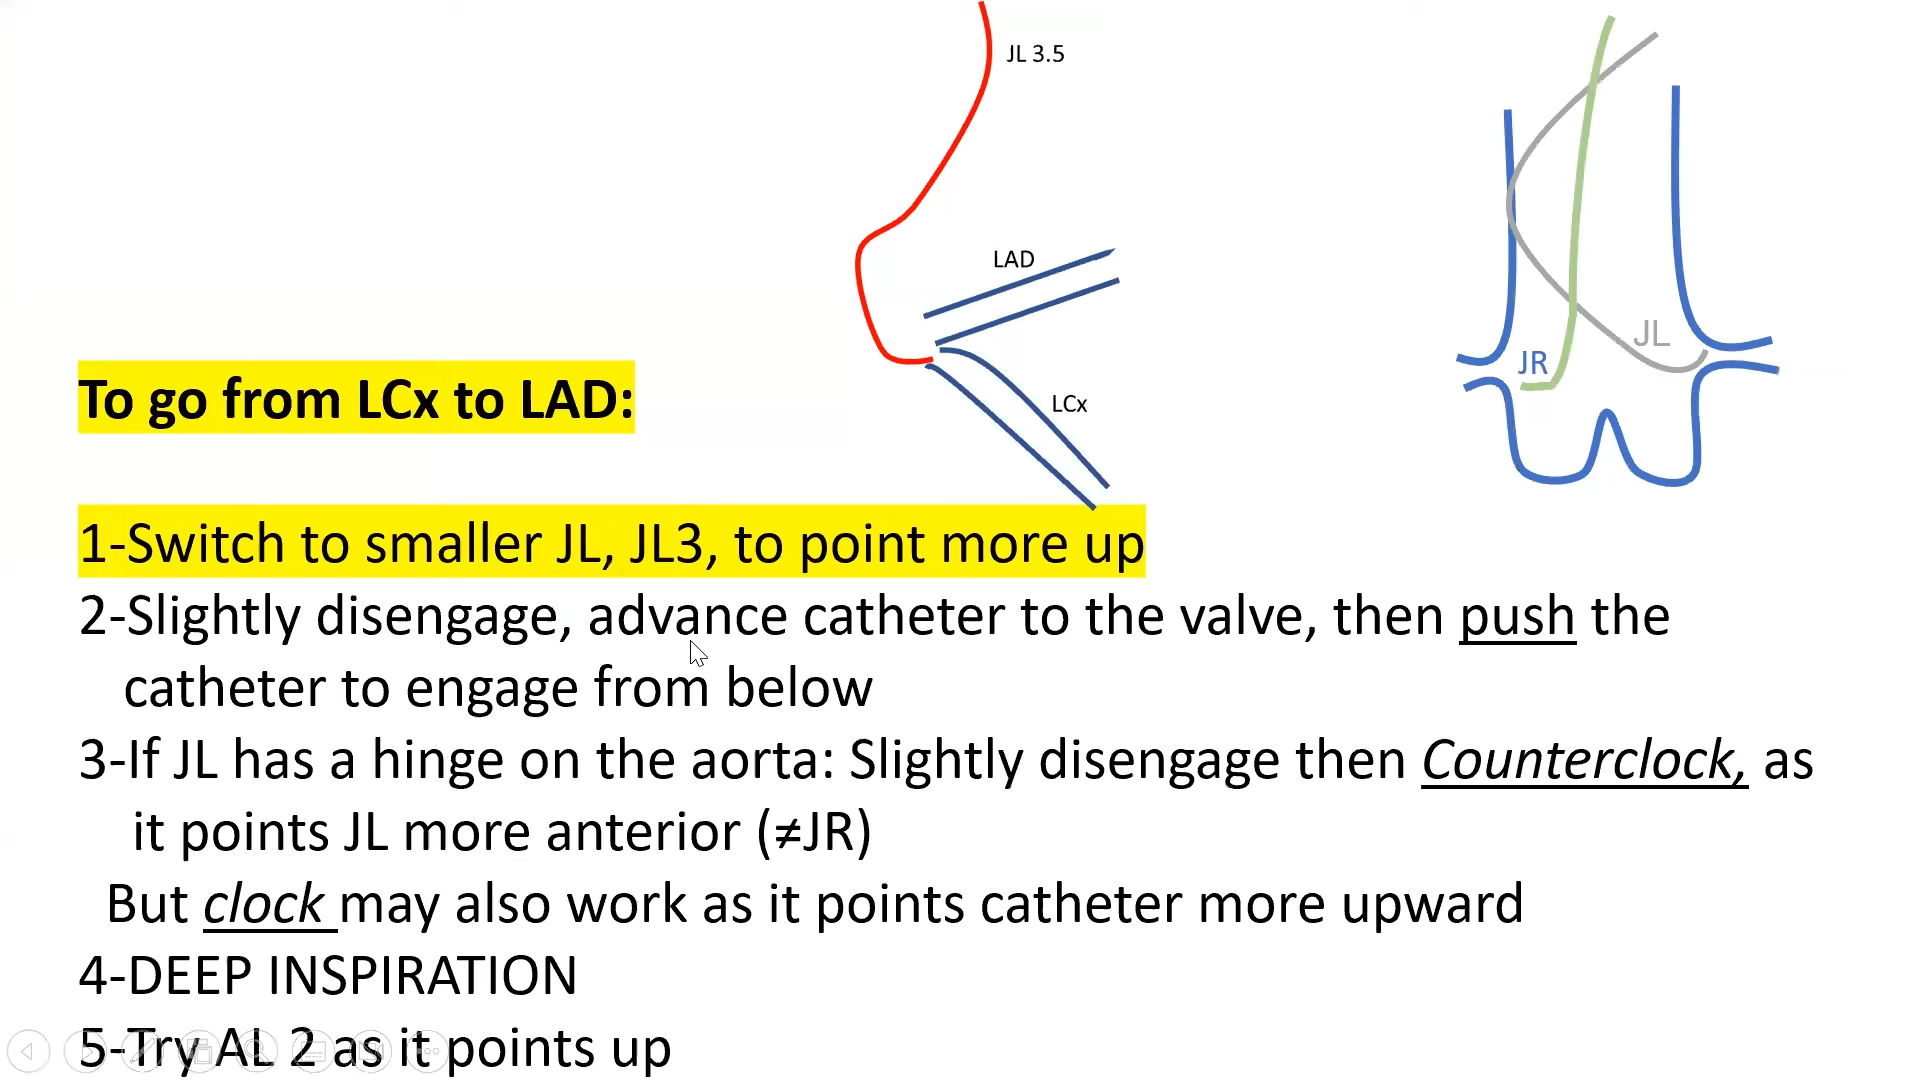 JL 3.5
LAD
JL
JR
To go from LCx to LAD:
LCx
1-Switch to smaller JL, JL3, to point more up
2-Slightly disengage, advance catheter to the valve, then push the
catheter to engage from below
3-If JL has a hinge on the aorta: Slightly disengage then Counterclock, as
it points JL more anterior (≠JR)
But clock may also work as it points catheter more upward
4-DEEP INSPIRATION
5-Try AL 2 as it points up